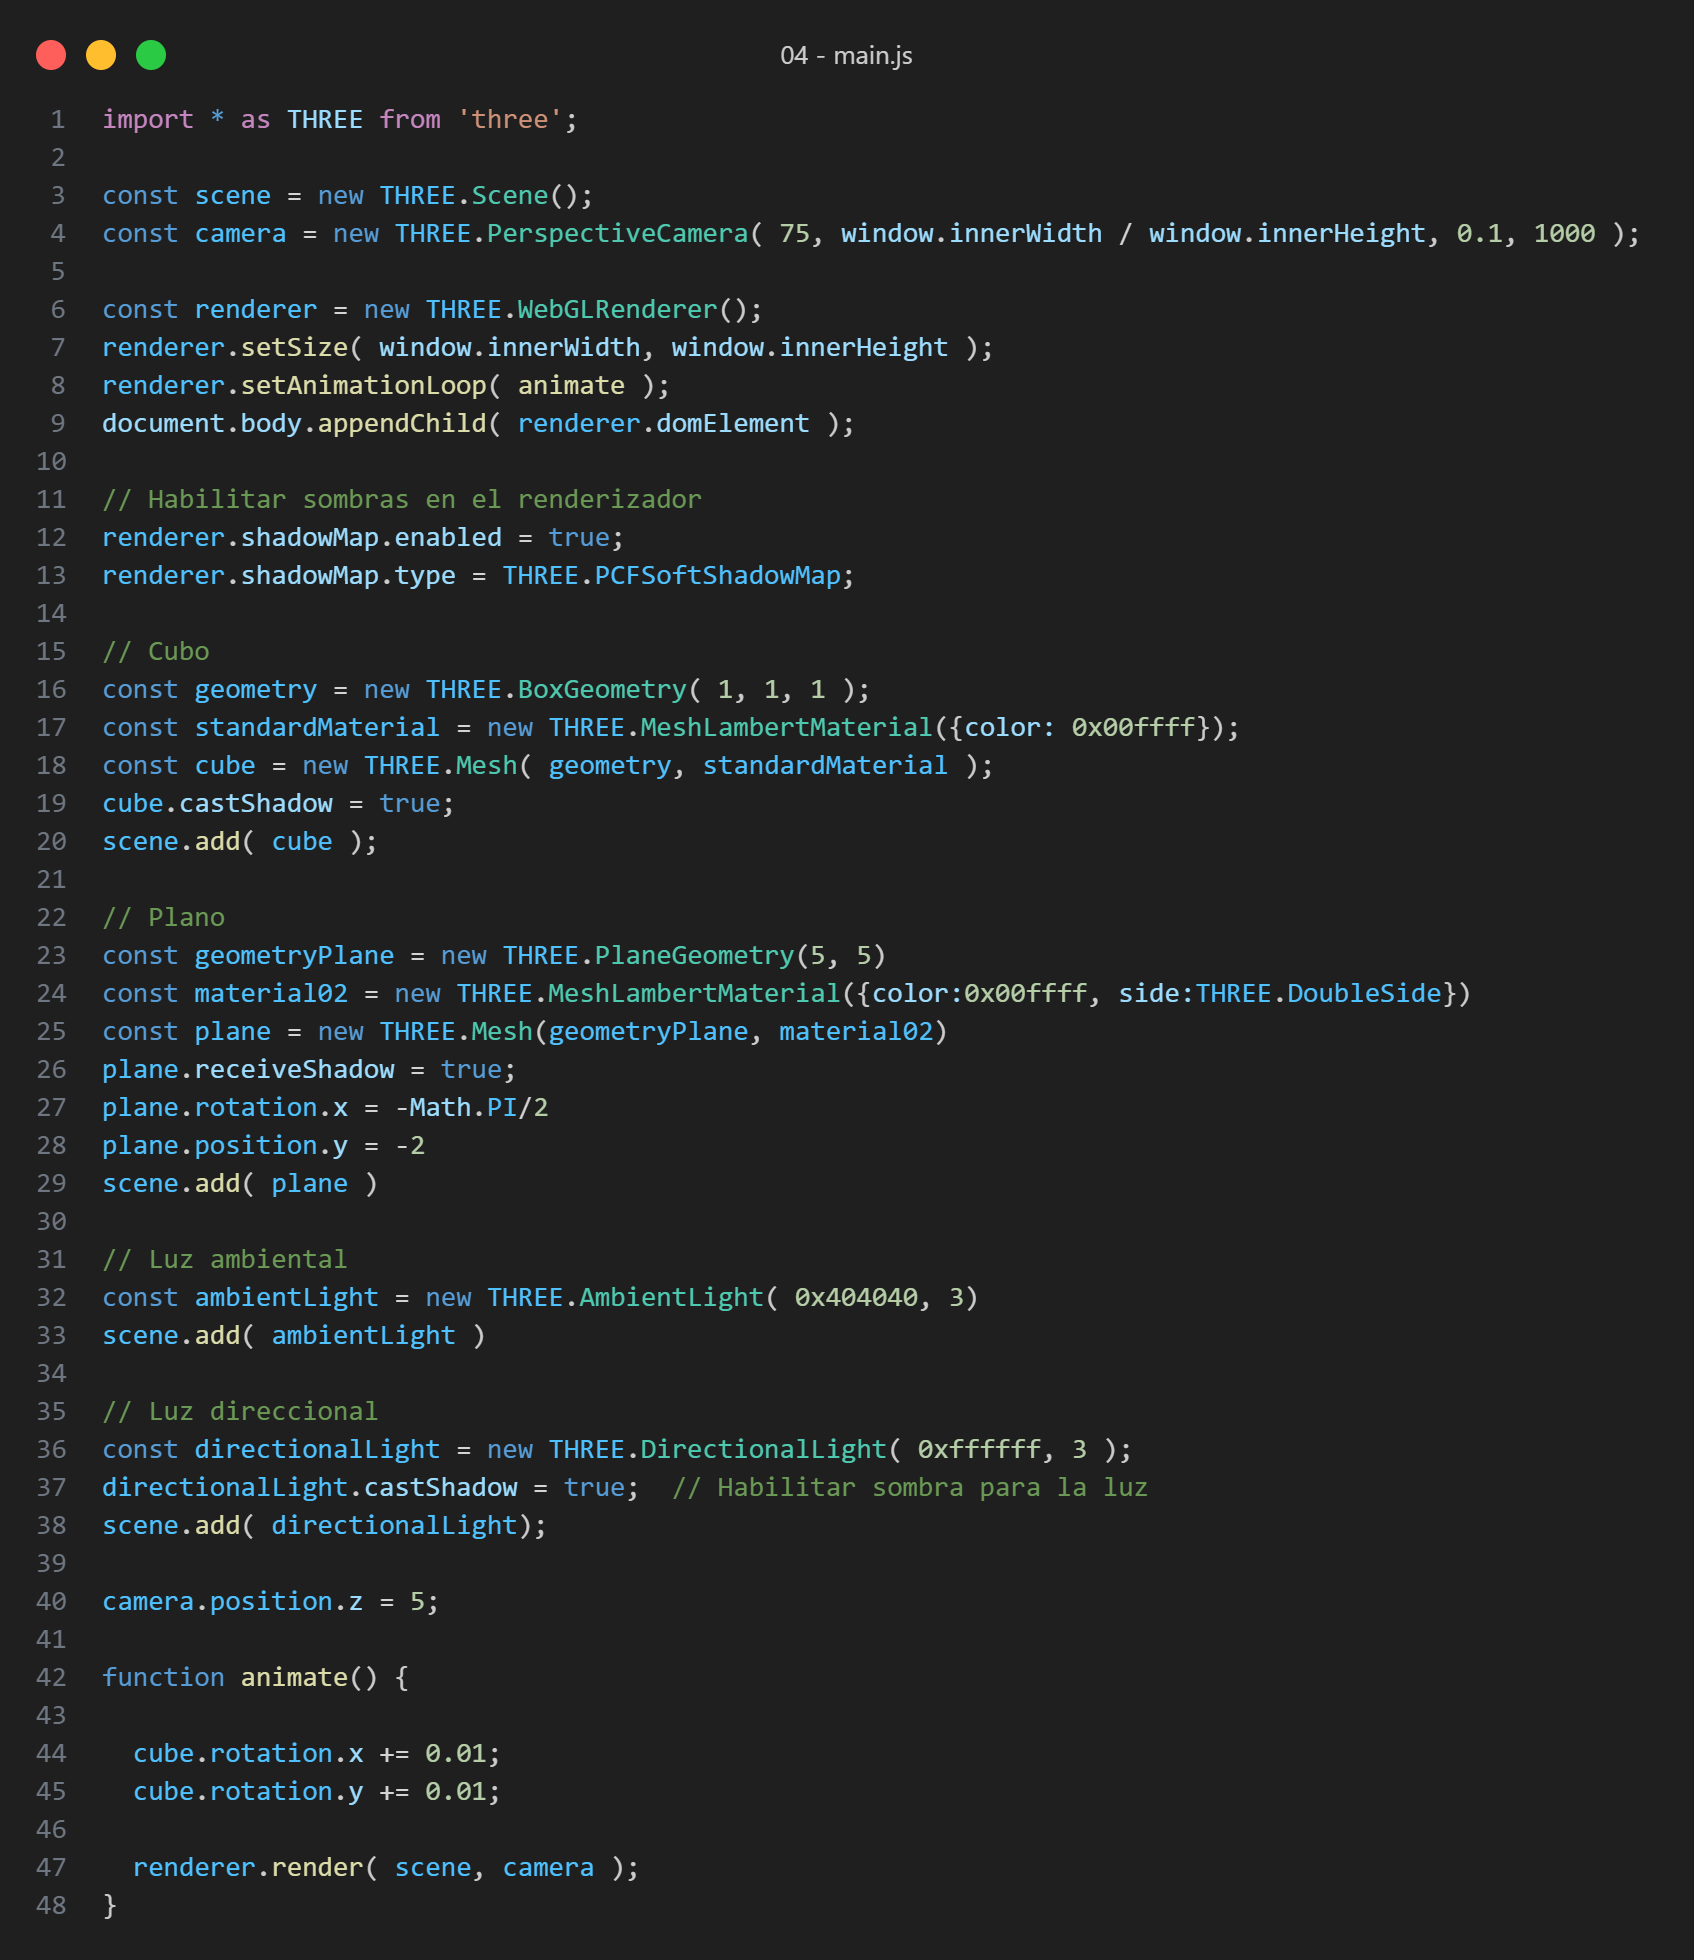 04 - main.js
1 import * as THREE from 'three';
2
3 const scene = new THREE.Scene();
4 const camera = new THREE.PerspectiveCamera( 75, window.innerWidth / window.innerHeight, 0.1, 1000 );
5
6 const renderer = new THREE.WebGLRenderer();
7 renderer.setSize( window.innerWidth, window.innerHeight );
8 renderer.setAnimationLoop( animate );
9 document.body.appendChild( renderer.domElement );
10
11 // Habilitar sombras en el renderizador
12 renderer.shadowMap.enabled = true;
13 renderer.shadowMap.type = THREE.PCFSoftShadowMap;
14
15 // Cubo
16 const geometry = new THREE.BoxGeometry( 1, 1, 1 );
17 const standardMaterial = new THREE.MeshLambertMaterial({color: 0x00ffff});
18 const cube = new THREE.Mesh( geometry, standardMaterial );
19 cube.castShadow = true;
20 scene.add( cube );
21
22 // Plano
23 const geometryPlane = new THREE.PlaneGeometry(5, 5)
24 const material02 = new THREE.MeshLambertMaterial({color:0x00ffff, side:THREE.DoubleSide})
25 const plane = new THREE.Mesh(geometryPlane, material02)
26 plane.receiveShadow = true;
27 plane.rotation.x = -Math.PI/2
28 plane.position.y = -2
29 scene.add( plane )
30
31 // Luz ambiental
32 const ambientLight = new THREE.AmbientLight( 0x404040, 3)
33 scene.add( ambientLight )
34
35 // Luz direccional
36 const directionalLight = new THREE.DirectionalLight( 0xffffff, 3 );
37 directionalLight.castShadow = true;  // Habilitar sombra para la luz
38 scene.add( directionalLight);
39
40 camera.position.z = 5;
41
42 function animate() {
43
44   cube.rotation.x += 0.01;
45   cube.rotation.y += 0.01;
46
47   renderer.render( scene, camera );
48 }